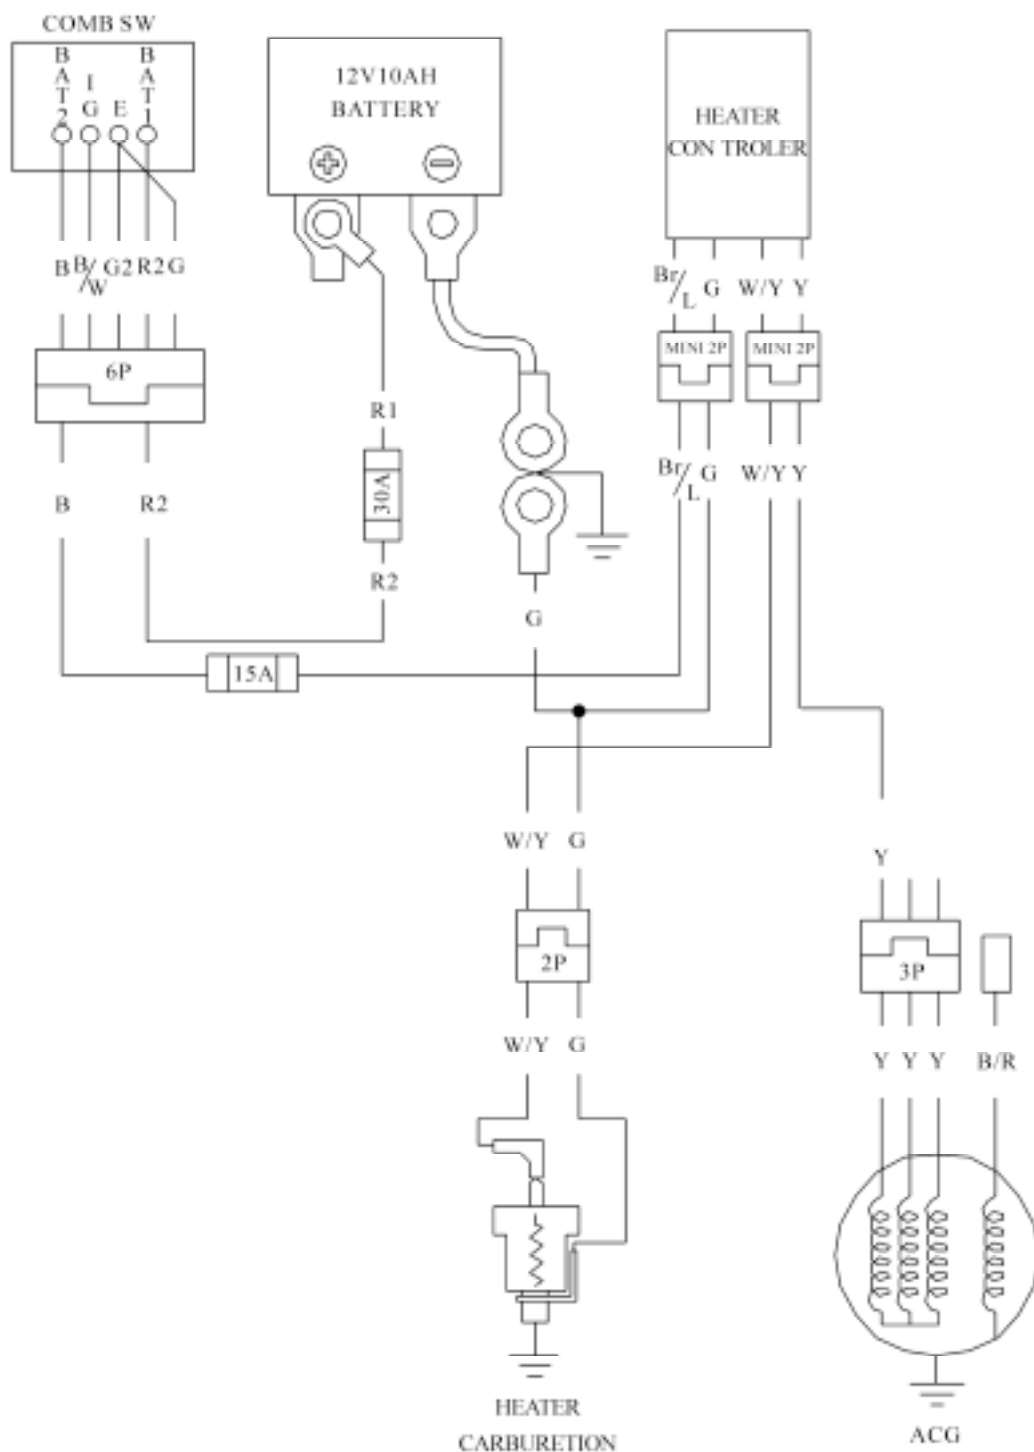 COMB SW
BAT2
IG
E
BAT1
12V10AH
BATTERY
HEATER
CON TROLER
B
B/W
G2
R2
G
Br/L
G
W/Y
Y
MINI 2P
MINI 2P
6P
R1
30A
Br/L
G
W/Y
Y
B
R2
R2
G
15A
W/Y
G
Y
2P
3P
W/Y
G
Y
Y
Y
B/R
HEATER
CARBURETION
ACG